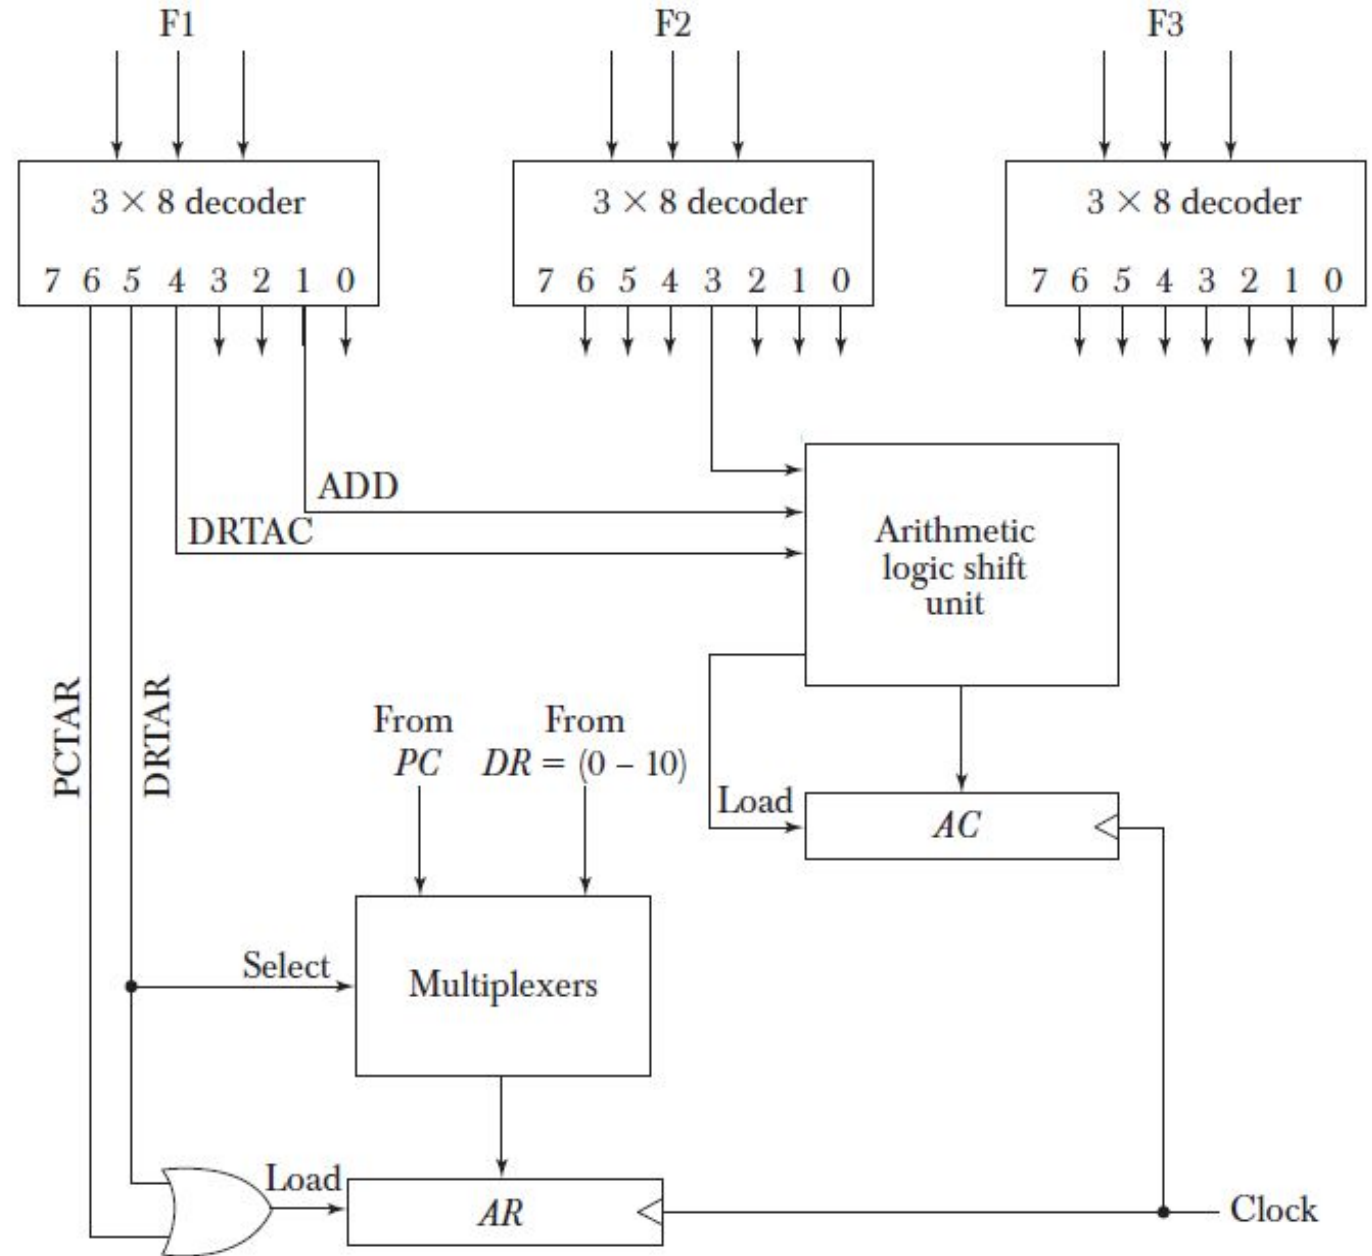 F1 F2 F3
3 × 8 decoder 3 × 8 decoder 3 × 8 decoder
7 6 5 4 3 2 1 0 7 6 5 4 3 2 1 0 7 6 5 4 3 2 1 0
ADD
DRTAC
Arithmetic
logic shift
unit
PCTAR
DRTAR
From From
PC DR = (0 – 10)
Load
AC
Select
Multiplexers
Load
AR
Clock